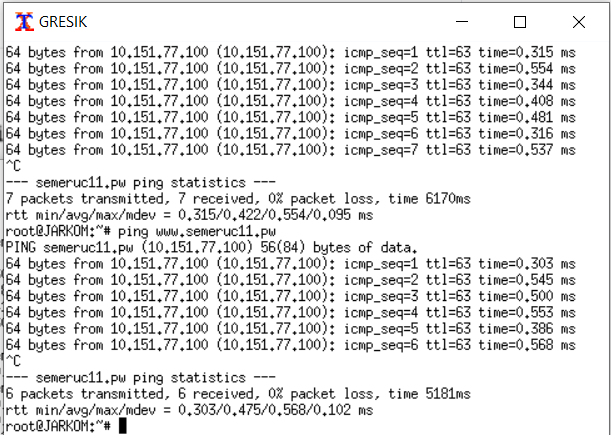 GRESIK
64 bytes from 10.151.77.100 (10.151.77.100): icmp_seq=1 ttl=63 time=0.315 ms
64 bytes from 10.151.77.100 (10.151.77.100): icmp_seq=2 ttl=63 time=0.554 ms
64 bytes from 10.151.77.100 (10.151.77.100): icmp_seq=3 ttl=63 time=0.344 ms
64 bytes from 10.151.77.100 (10.151.77.100): icmp_seq=4 ttl=63 time=0.408 ms
64 bytes from 10.151.77.100 (10.151.77.100): icmp_seq=5 ttl=63 time=0.481 ms
64 bytes from 10.151.77.100 (10.151.77.100): icmp_seq=6 ttl=63 time=0.316 ms
64 bytes from 10.151.77.100 (10.151.77.100): icmp_seq=7 ttl=63 time=0.537 ms
^C
--- semeruc11.pw ping statistics ---
7 packets transmitted, 7 received, 0% packet loss, time 6170ms
rtt min/avg/max/mdev = 0.315/0.422/0.554/0.095 ms
root@JARKOM:~# ping www.semeruc11.pw
PING semeruc11.pw (10.151.77.100) 56(84) bytes of data.
64 bytes from 10.151.77.100 (10.151.77.100): icmp_seq=1 ttl=63 time=0.303 ms
64 bytes from 10.151.77.100 (10.151.77.100): icmp_seq=2 ttl=63 time=0.545 ms
64 bytes from 10.151.77.100 (10.151.77.100): icmp_seq=3 ttl=63 time=0.500 ms
64 bytes from 10.151.77.100 (10.151.77.100): icmp_seq=4 ttl=63 time=0.553 ms
64 bytes from 10.151.77.100 (10.151.77.100): icmp_seq=5 ttl=63 time=0.386 ms
64 bytes from 10.151.77.100 (10.151.77.100): icmp_seq=6 ttl=63 time=0.568 ms
^C
--- semeruc11.pw ping statistics ---
6 packets transmitted, 6 received, 0% packet loss, time 5181ms
rtt min/avg/max/mdev = 0.303/0.475/0.568/0.102 ms
root@JARKOM:~#